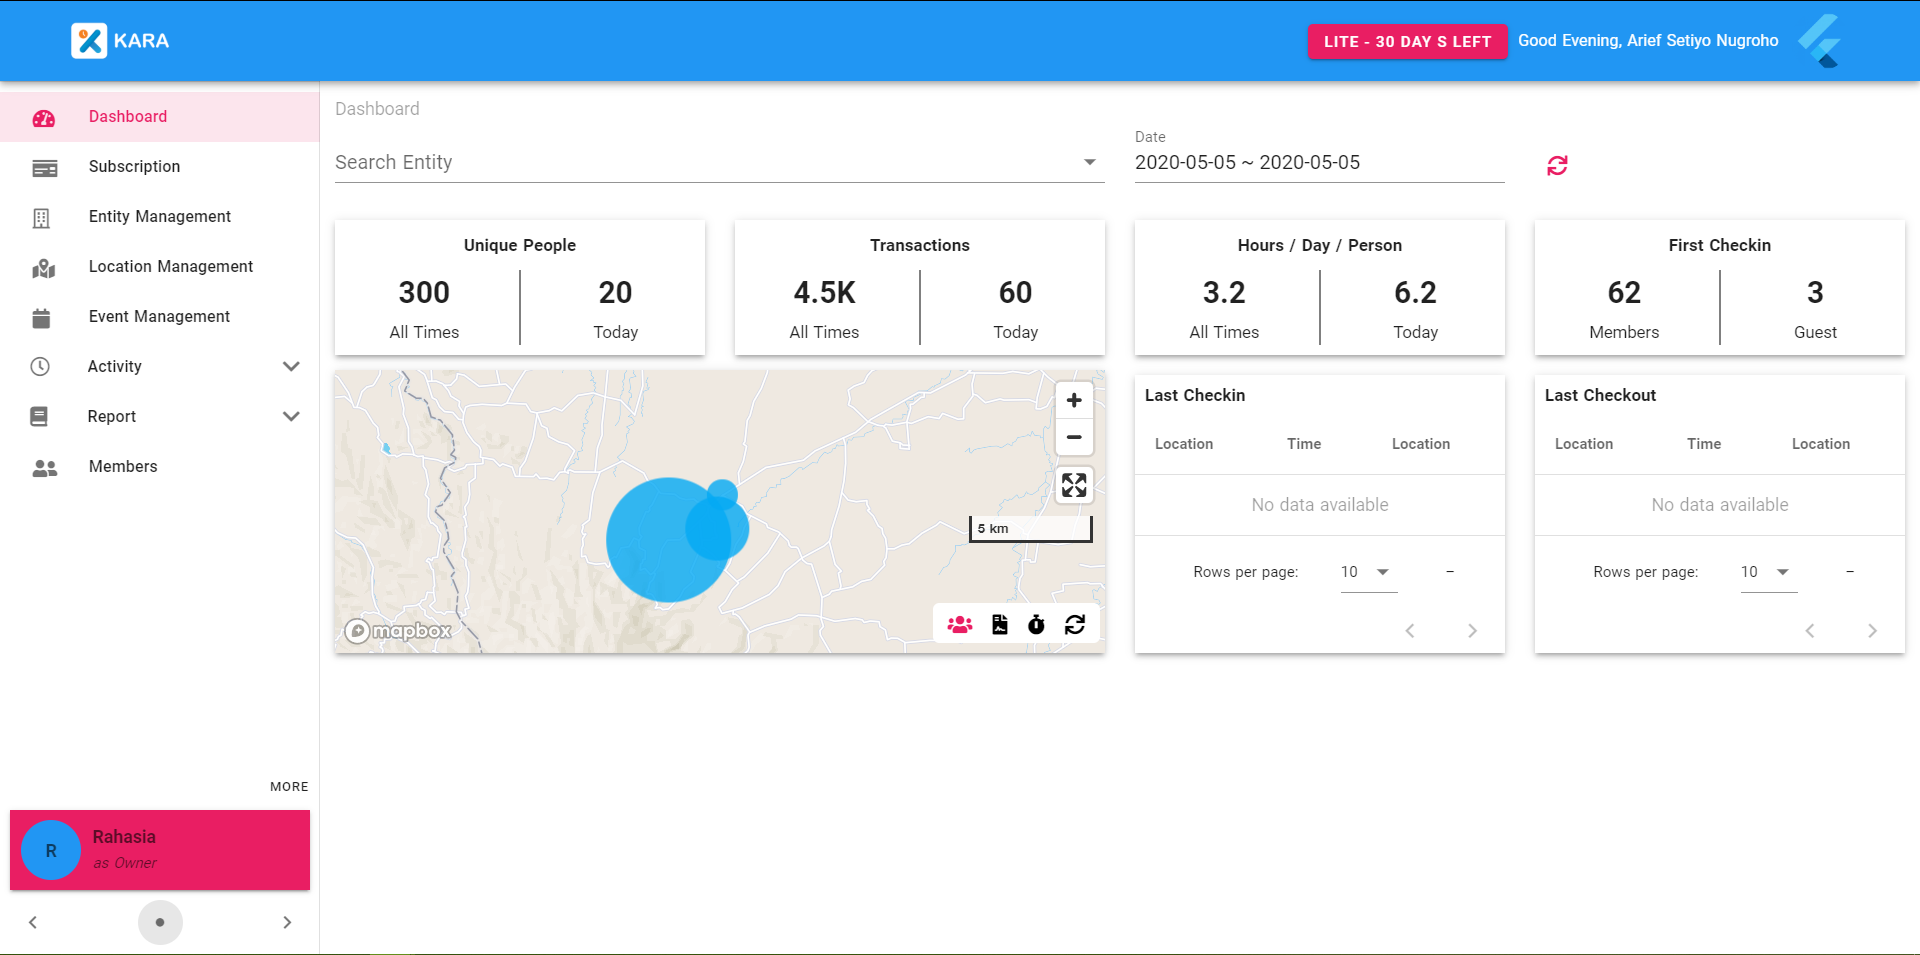 KARA
LITE - 30 DAY S LEFT
Good Evening, Arief Setiyo Nugroho
Dashboard
Subscription
Entity Management
Location Management
Event Management
Activity
Report
Members
MORE
R
Rahasia
as Owner
Dashboard
Search Entity
Date
2020-05-05 ~ 2020-05-05
Unique People
300
All Times
20
Today
Transactions
4.5K
All Times
60
Today
Hours / Day / Person
3.2
All Times
6.2
Today
First Checkin
62
Members
3
Guest
5 km
mapbox
Last Checkin
Location Time Location
No data available
Rows per page: 10 –
Last Checkout
Location Time Location
No data available
Rows per page: 10 –